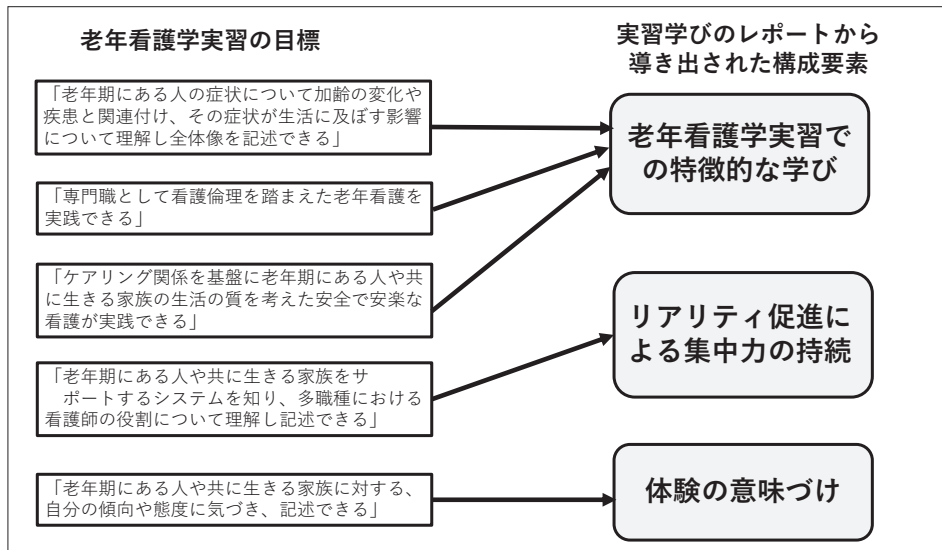 老年看護学実習の目標
「老年期にある人の症状について加齢の変化や
疾患と関連付け、その症状が生活に及ぼす影響
について理解し全体像を記述できる」
「専門職として看護倫理を踏まえた老年看護を
実践できる」
「ケアリング関係を基盤に老年期にある人や共
に生きる家族の生活の質を考えた安全で安楽な
看護が実践できる」
「老年期にある人や共に生きる家族をサ
ポートするシステムを知り、多職種における
看護師の役割について理解し記述できる」
「老年期にある人や共に生きる家族に対する、
自分の傾向や態度に気づき、記述できる」
実習学びのレポートから
導き出された構成要素
老年看護学実習で
の特徴的な学び
リアリティ促進に
よる集中力の持続
体験の意味づけ